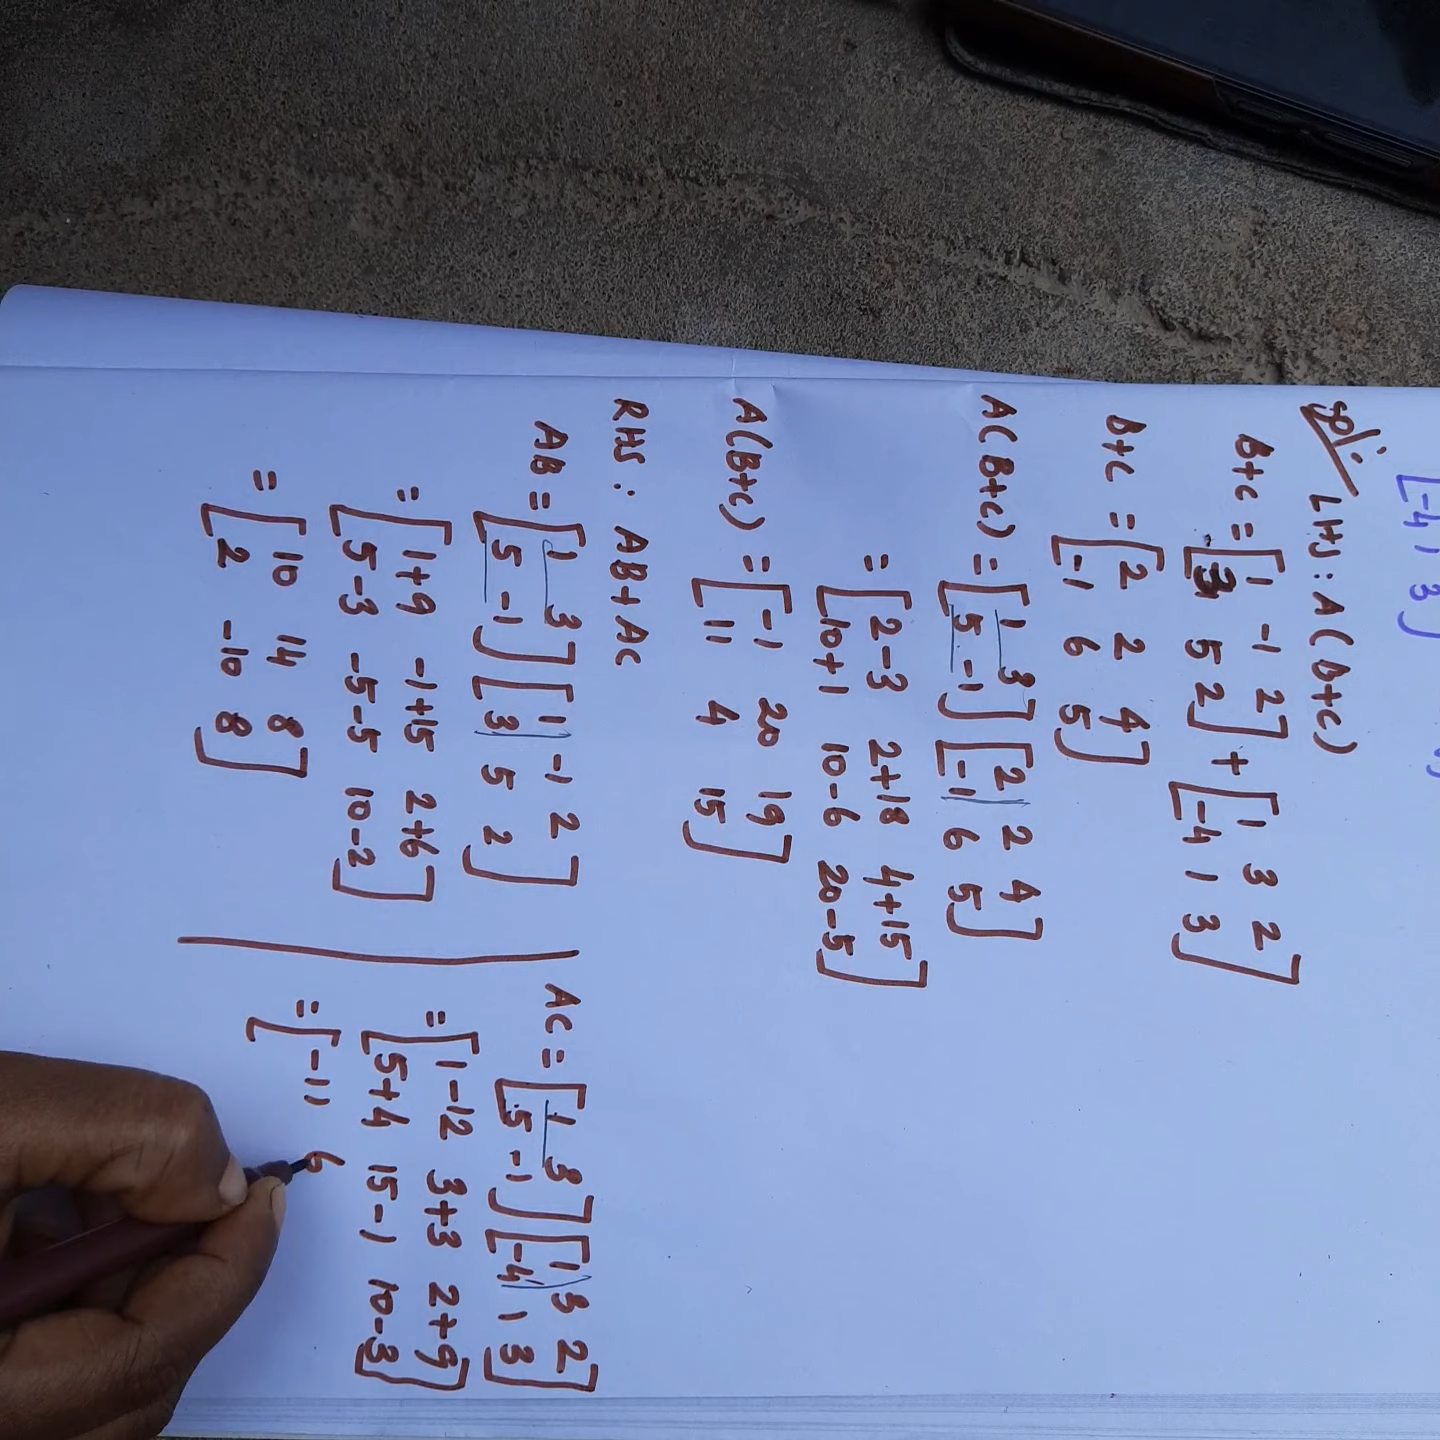 [-4 1 3]
Sol:- LHS : A(B+C)
B+C = [1 -1 2
3 5 2] + [1 3 2
-4 1 3]
B+C = [2 2 4
-1 6 5]
A(B+C) = [1 3
5 -1] [2 2 4
-1 6 5]
= [2-3 2+18 4+15
10+1 10-6 20-5]
A(B+C) = [-1 20 19
11 4 15]
RHS : AB+AC
AB = [1 3
5 -1] [1 -1 2
3 5 2]
= [1+9 -1+15 2+6
5-3 -5-5 10-2]
= [10 14 8
2 -10 8]
AC = [1 3
5 -1] [1 3 2
-4 1 3]
= [1-12 3+3 2+9
5+4 15-1 10-3]
= [-11 6